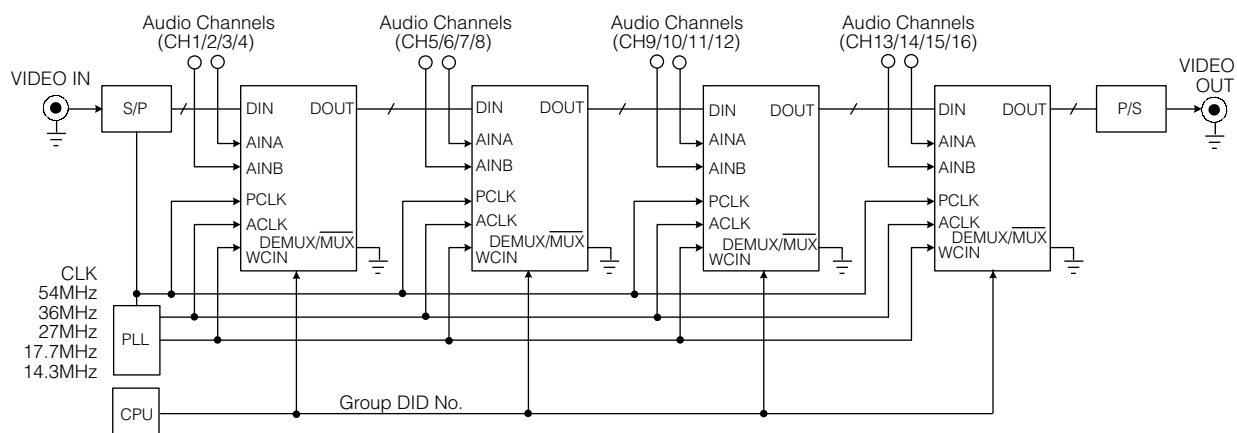 Audio Channels
(CH1/2/3/4)
Audio Channels
(CH5/6/7/8)
Audio Channels
(CH9/10/11/12)
Audio Channels
(CH13/14/15/16)
VIDEO IN
VIDEO
OUT
S/P
DIN
DOUT
AINA
AINB
PCLK
ACLK
DEMUX/MUX
WCIN
DIN
DOUT
AINA
AINB
PCLK
ACLK
DEMUX/MUX
WCIN
DIN
DOUT
AINA
AINB
PCLK
ACLK
DEMUX/MUX
WCIN
DIN
DOUT
AINA
AINB
PCLK
ACLK
DEMUX/MUX
WCIN
P/S
CLK
54MHz
36MHz
27MHz
17.7MHz
14.3MHz
PLL
CPU
Group DID No.